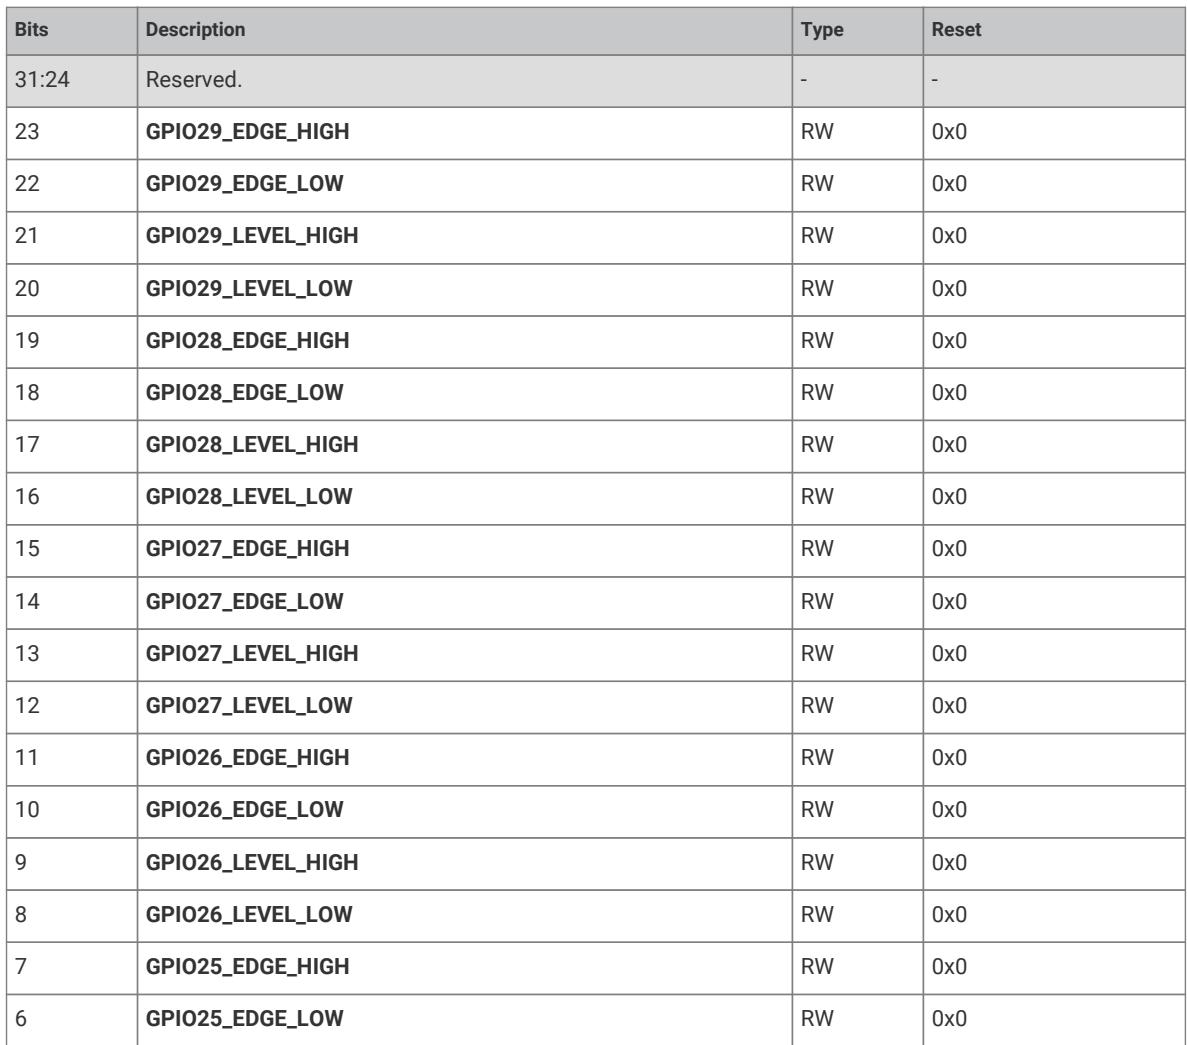 Bits Description Type Reset
31:24 Reserved. - -
23 GPIO29_EDGE_HIGH RW 0x0
22 GPIO29_EDGE_LOW RW 0x0
21 GPIO29_LEVEL_HIGH RW 0x0
20 GPIO29_LEVEL_LOW RW 0x0
19 GPIO28_EDGE_HIGH RW 0x0
18 GPIO28_EDGE_LOW RW 0x0
17 GPIO28_LEVEL_HIGH RW 0x0
16 GPIO28_LEVEL_LOW RW 0x0
15 GPIO27_EDGE_HIGH RW 0x0
14 GPIO27_EDGE_LOW RW 0x0
13 GPIO27_LEVEL_HIGH RW 0x0
12 GPIO27_LEVEL_LOW RW 0x0
11 GPIO26_EDGE_HIGH RW 0x0
10 GPIO26_EDGE_LOW RW 0x0
9 GPIO26_LEVEL_HIGH RW 0x0
8 GPIO26_LEVEL_LOW RW 0x0
7 GPIO25_EDGE_HIGH RW 0x0
6 GPIO25_EDGE_LOW RW 0x0